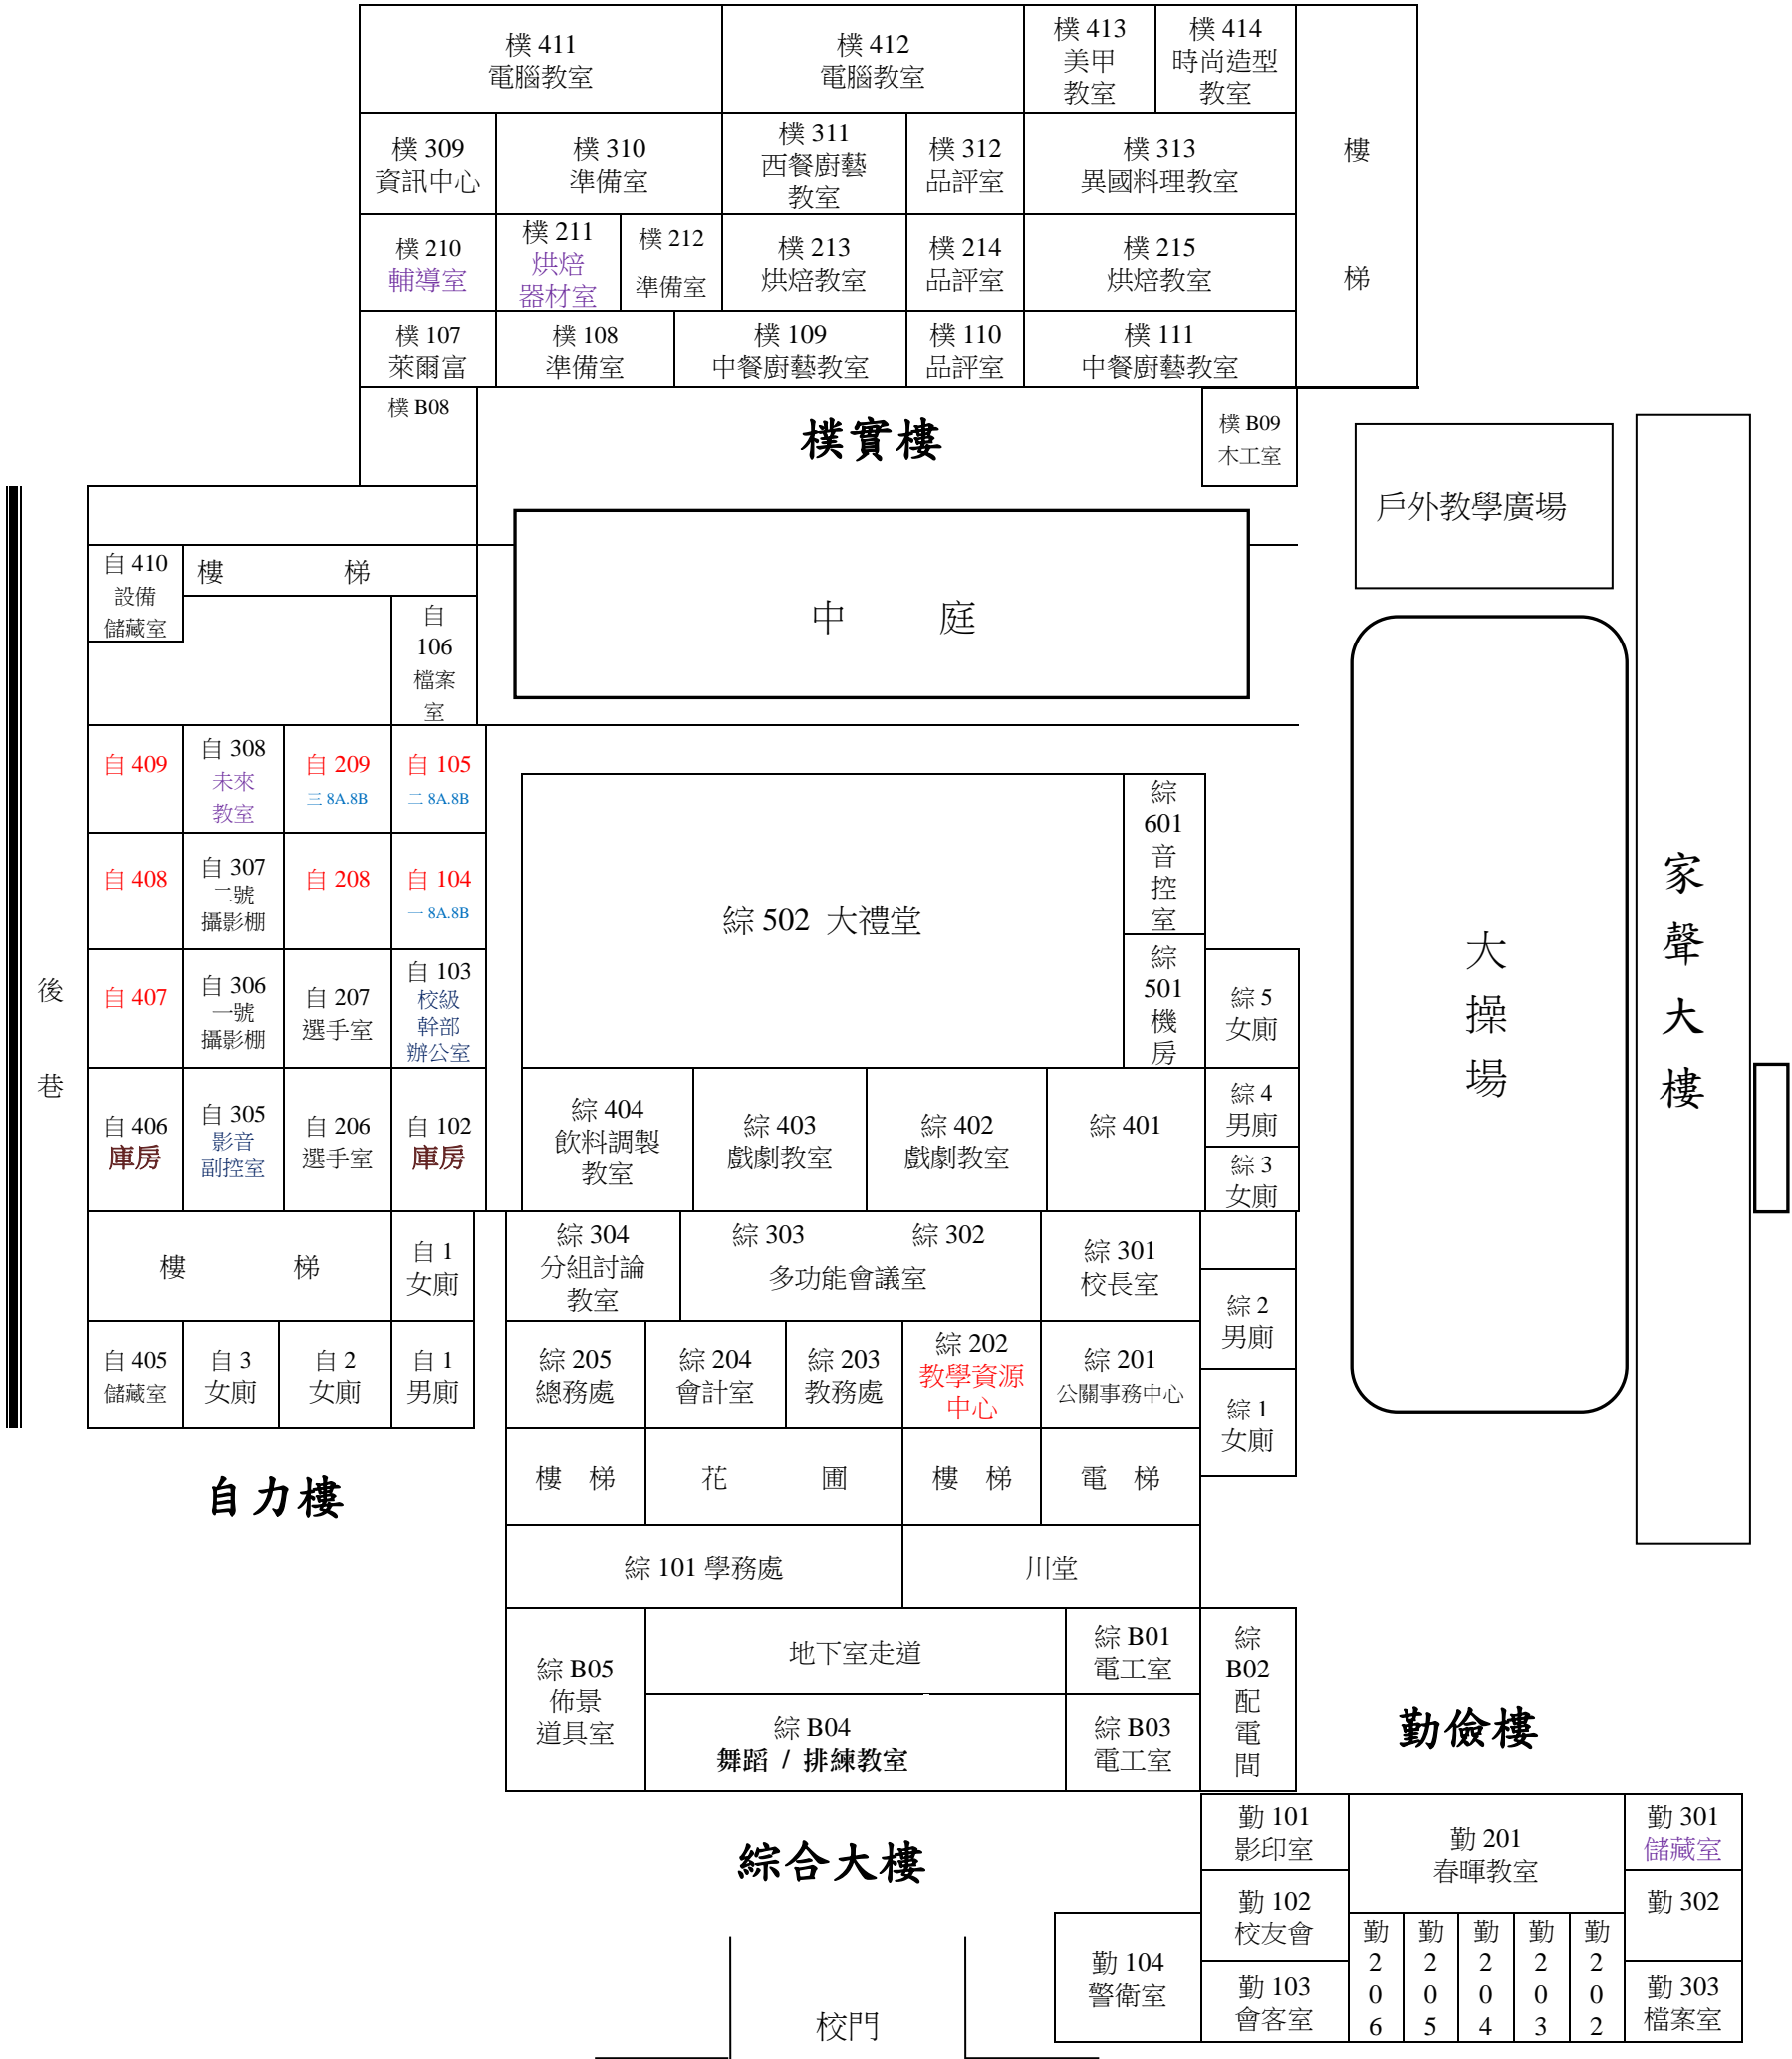 樸 411
電腦教室
樸 412
電腦教室
樸 413
美甲
教室
樸 414
時尚造型
教室
樓
梯
樸 309
資訊中心
樸 310
準備室
樸 311
西餐廚藝
教室
樸 312
品評室
樸 313
異國料理教室
樸 210
輔導室
樸 211
烘焙
器材室
樸 212
準備室
樸 213
烘焙教室
樸 214
品評室
樸 215
烘焙教室
樸 107
萊爾富
樸 108
準備室
樸 109
中餐廚藝教室
樸 110
品評室
樸 111
中餐廚藝教室
樸 B08
樸實樓
樸 B09
木工室
戶外教學廣場
自 410
設備
儲藏室
樓 梯
自
106
檔案
室
中 庭
自 409
自 308
未來
教室
自 209
三 8A.8B
自 105
二 8A.8B
自 408
自 307
二號
攝影棚
自 208
自 104
一 8A.8B
自 407
自 306
一號
攝影棚
自 207
選手室
自 103
校級
幹部
辦公室
自 406
庫房
自 305
影音
副控室
自 206
選手室
自 102
庫房
樓 梯
自 1
女廁
自 405
儲藏室
自 3
女廁
自 2
女廁
自 1
男廁
後
巷
自力樓
綜 502 大禮堂
綜
601
音
控
室
綜
501
機
房
綜 5
女廁
綜 404
飲料調製
教室
綜 403
戲劇教室
綜 402
戲劇教室
綜 401
綜 4
男廁
綜 3
女廁
綜 304
分組討論
教室
綜 303 綜 302
多功能會議室
綜 301
校長室
綜 2
男廁
綜 205
總務處
綜 204
會計室
綜 203
教務處
綜 202
教學資源
中心
綜 201
公關事務中心
綜 1
女廁
樓 梯
花 圃
樓 梯
電 梯
綜 101 學務處
川堂
綜 B05
佈景
道具室
地下室走道
綜 B01
電工室
綜
B02
配
電
間
綜 B04
舞蹈 / 排練教室
綜 B03
電工室
綜合大樓
大
操
場
家
聲
大
樓
勤儉樓
勤 101
影印室
勤 201
春暉教室
勤 301
儲藏室
勤 102
校友會
勤 302
勤 104
警衛室
勤 103
會客室
勤
2
0
6
勤
2
0
5
勤
2
0
4
勤
2
0
3
勤
2
0
2
勤 303
檔案室
校門